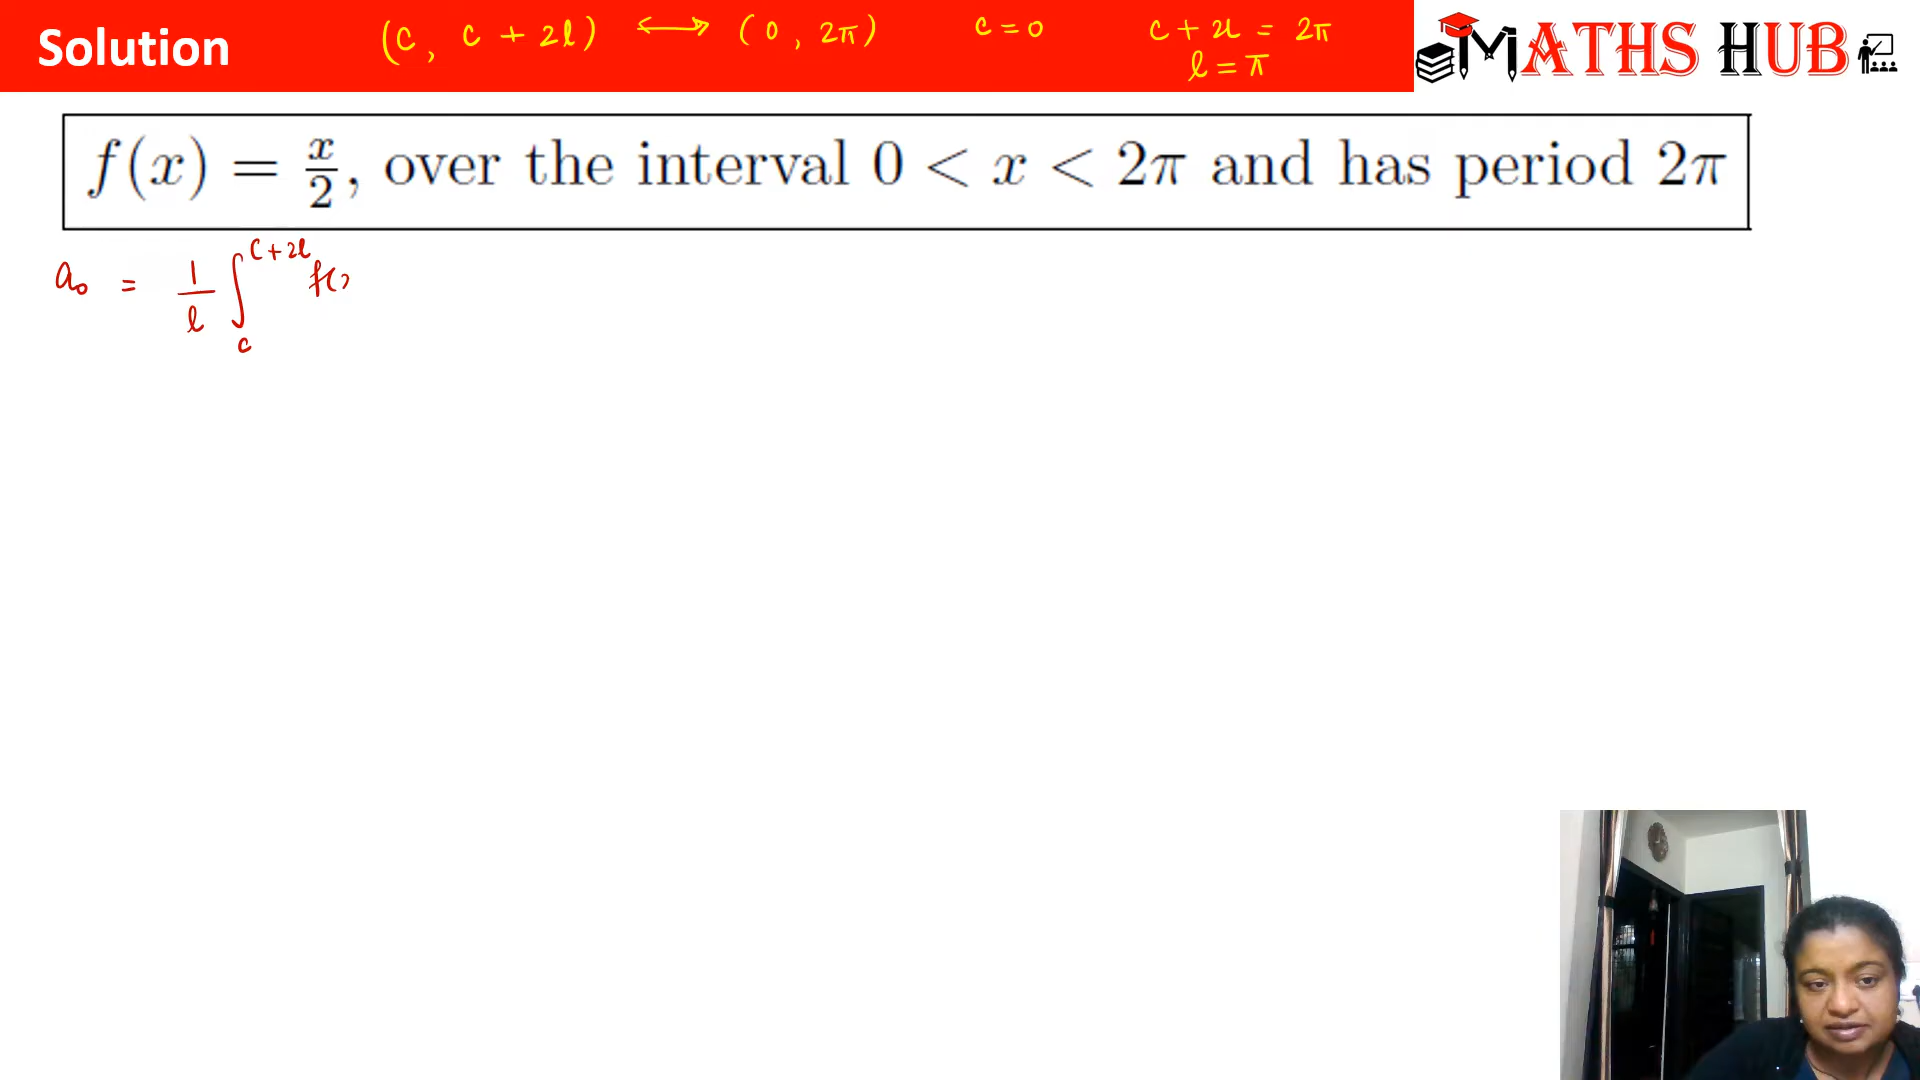 Solution
(c, c + 2l) ↔ (0, 2π) c = 0 c + 2l = 2π
l = π
MATHS HUB
f(x) = x/2, over the interval 0 < x < 2π and has period 2π
a₀ = 1/l ∫_c^{c+2l} f(